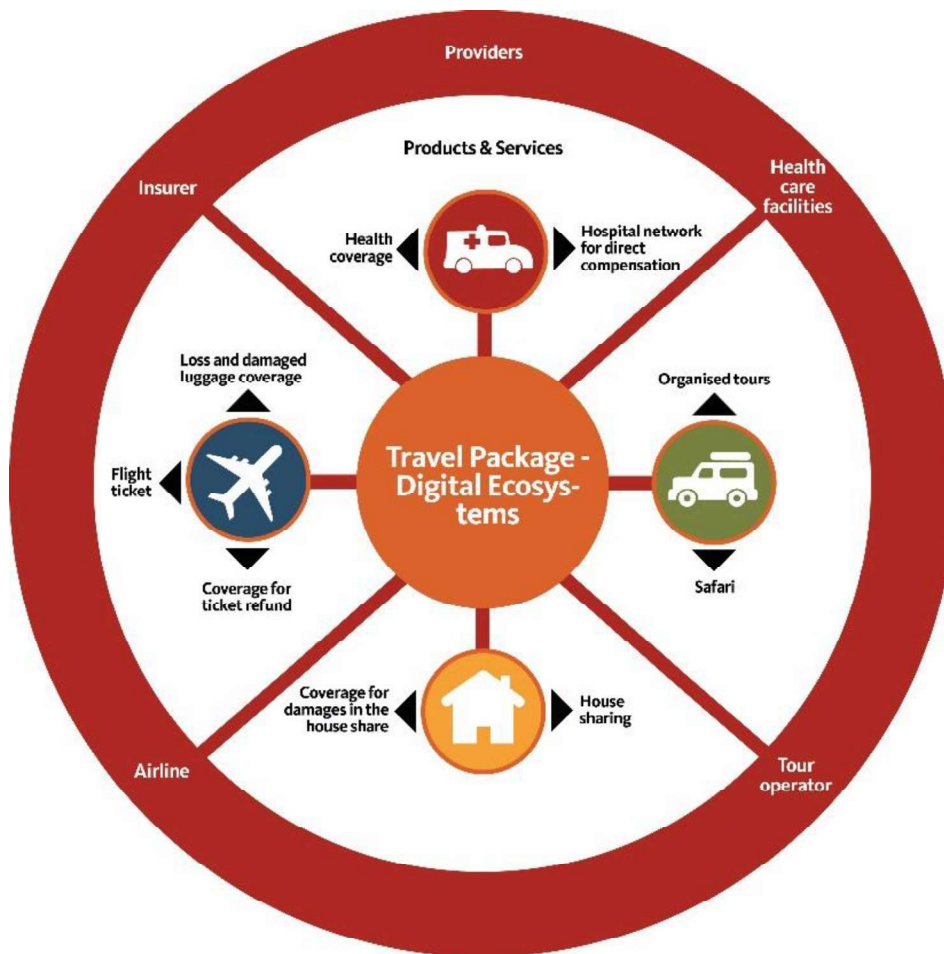 Providers
Products & Services
Insurer
Health
care
facilities
Health
coverage
Hospital network
for direct
compensation
Loss and damaged
luggage coverage
Organised tours
Flight
ticket
Travel Package -
Digital Ecosys-
tems
Coverage for
ticket refund
Safari
Coverage for
damages in the
house share
House
sharing
Airline
Tour
operator